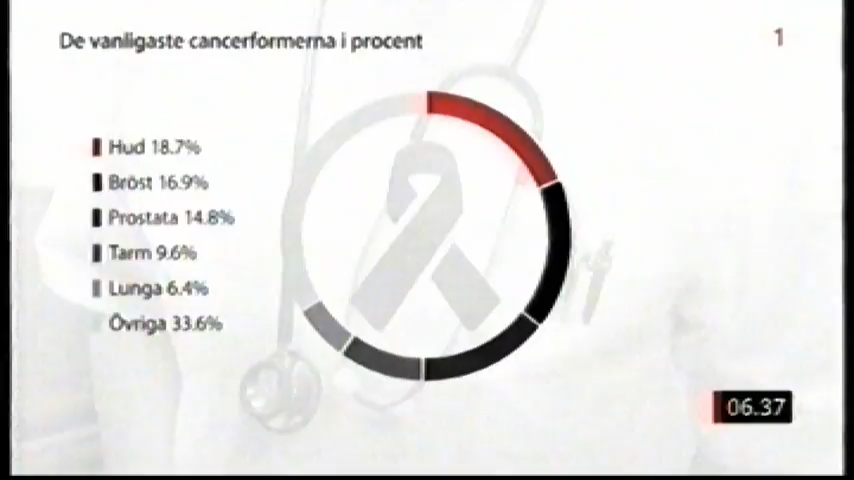 De vanligaste cancerformerna i procent
1
Hud 18.7%
Bröst 16.9%
Prostata 14.8%
Tarm 9.6%
Lunga 6.4%
Övriga 33.6%
06.37